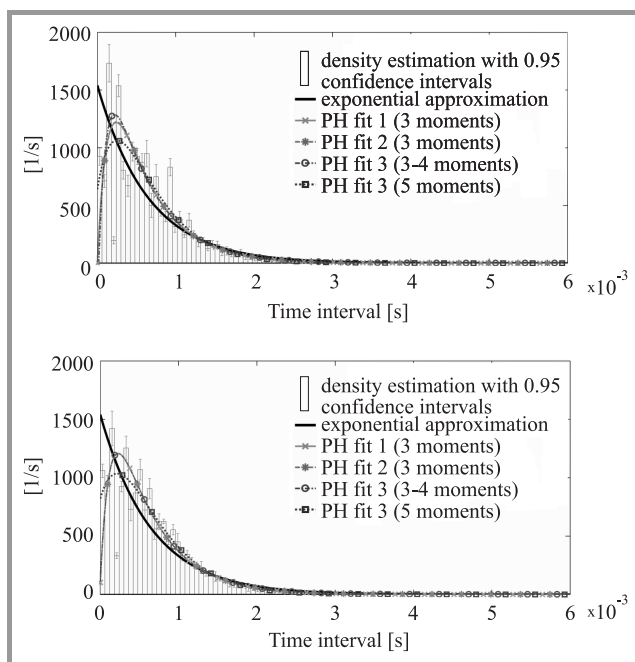 2000
1500
1000
500
0
[1/s]
density estimation with 0.95
confidence intervals
exponential approximation
PH fit 1 (3 moments)
PH fit 2 (3 moments)
PH fit 3 (3-4 moments)
PH fit 3 (5 moments)
0 1 2 3 4 5 6
×10⁻³
Time interval [s]
2000
1500
1000
500
0
[1/s]
density estimation with 0.95
confidence intervals
exponential approximation
PH fit 1 (3 moments)
PH fit 2 (3 moments)
PH fit 3 (3-4 moments)
PH fit 3 (5 moments)
0 1 2 3 4 5 6
×10⁻³
Time interval [s]